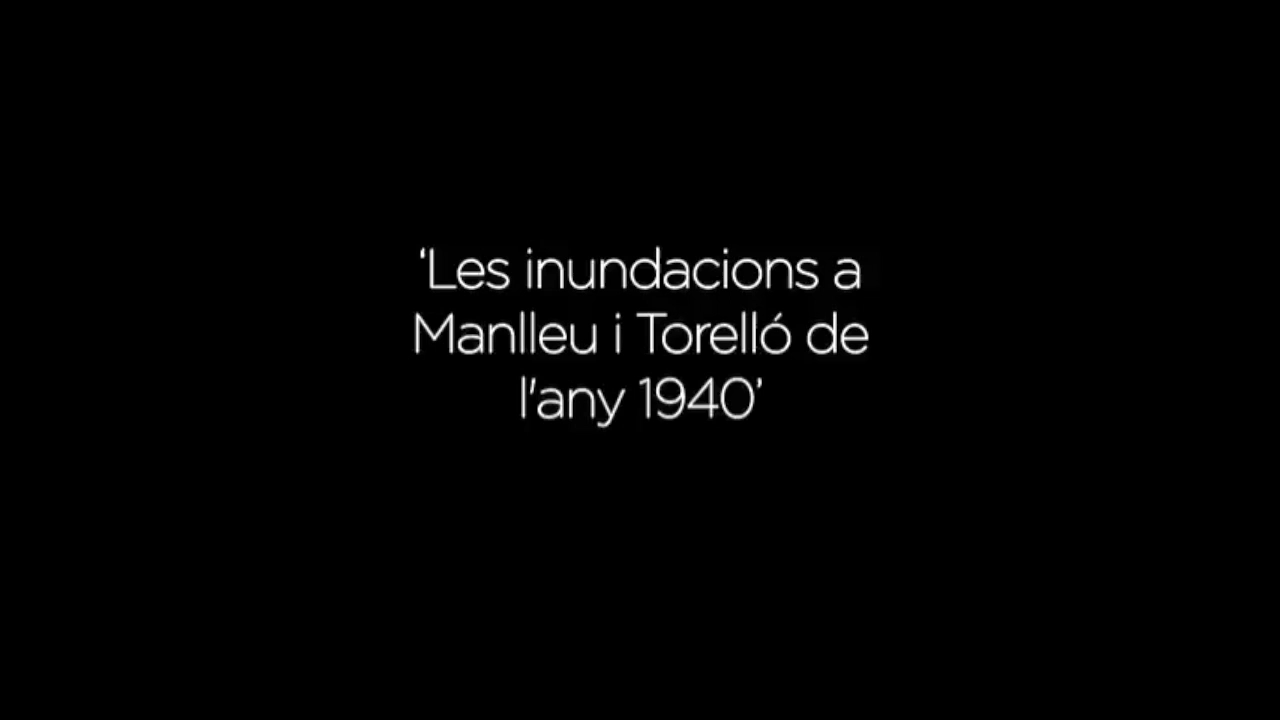 ‘Les inundacions a
Manlleu i Torelló de
l'any 1940’